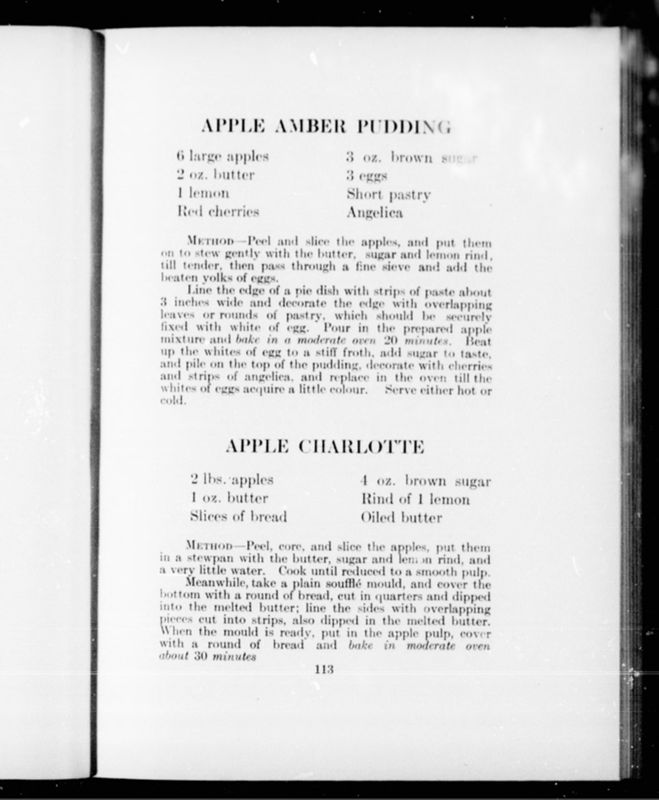 APPLE AMBER PUDDING
6 large apples 3 oz. brown sugar
2 oz. butter 3 eggs
1 lemon Short pastry
Red cherries Angelica
METHOD—Peel and slice the apples, and put them
on to stew gently with the butter, sugar and lemon rind,
till tender, then pass through a fine sieve and add the
beaten yolks of eggs.
Line the edge of a pie dish with strips of paste about
3 inches wide and decorate the edge with overlapping
leaves or rounds of pastry, which should be securely
fixed with white of egg. Pour in the prepared apple
mixture and bake in a moderate oven 20 minutes. Beat
up the whites of egg to a stiff froth, add sugar to taste,
and pile on the top of the pudding, decorate with cherries
and strips of angelica, and replace in the oven till the
whites of eggs acquire a little colour. Serve either hot or
cold.
APPLE CHARLOTTE
2 lbs. apples 4 oz. brown sugar
1 oz. butter Rind of 1 lemon
Slices of bread Oiled butter
METHOD—Peel, core, and slice the apples, put them
in a stewpan with the butter, sugar and lemon rind, and
a very little water. Cook until reduced to a smooth pulp.
Meanwhile, take a plain soufflé mould, and cover the
bottom with a round of bread, cut in quarters and dipped
into the melted butter; line the sides with overlapping
pieces cut into strips, also dipped in the melted butter.
When the mould is ready, put in the apple pulp, cover
with a round of bread and bake in moderate oven
about 30 minutes
113